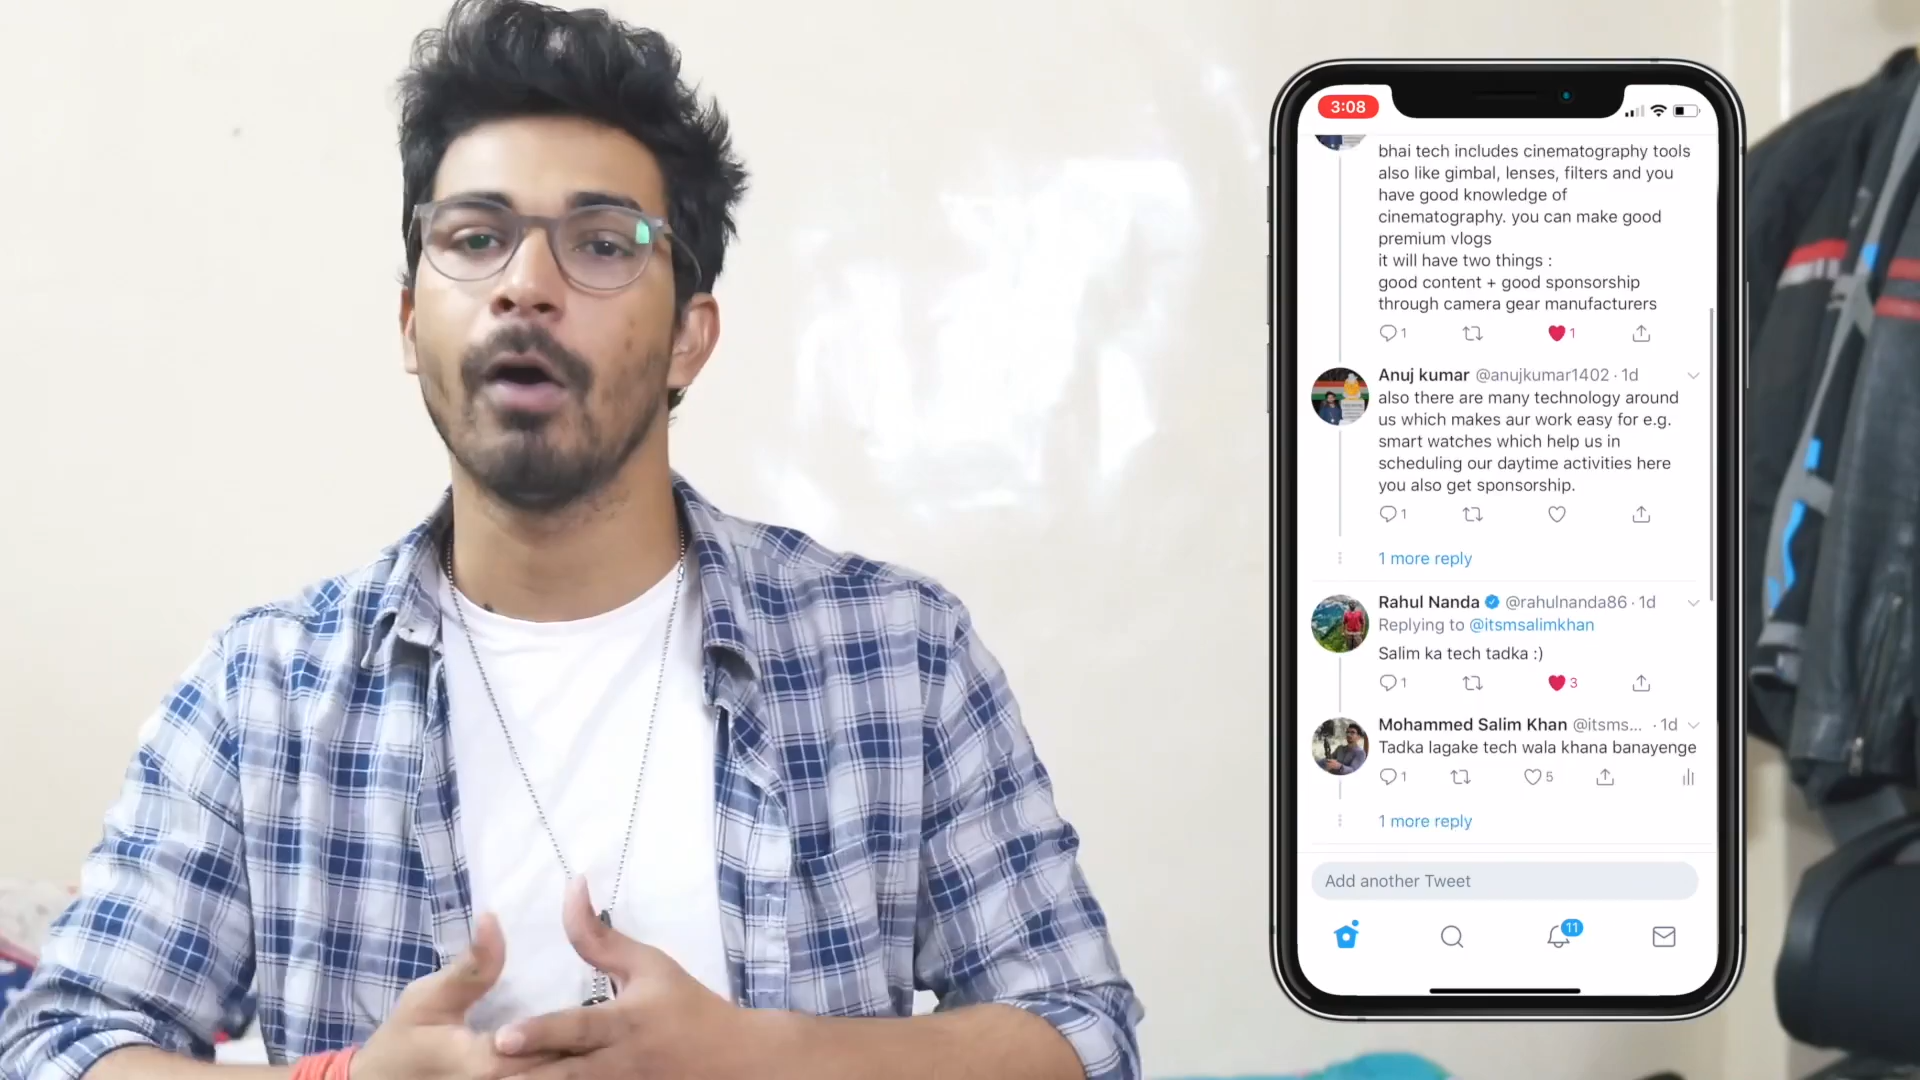 3:08
bhai tech includes cinematography tools
also like gimbal, lenses, filters and you
have good knowledge of
cinematography. you can make good
premium vlogs
it will have two things :
good content + good sponsorship
through camera gear manufacturers
1 1
Anuj kumar @anujkumar1402 · 1d
also there are many technology around
us which makes aur work easy for e.g.
smart watches which help us in
scheduling our daytime activities here
you also get sponsorship.
1
1 more reply
Rahul Nanda @rahulnanda86 · 1d
Replying to @itsmsalimkhan
Salim ka tech tadka :)
1 3
Mohammed Salim Khan @itsms... · 1d
Tadka lagake tech wala khana banayenge
1 5
1 more reply
Add another Tweet
11